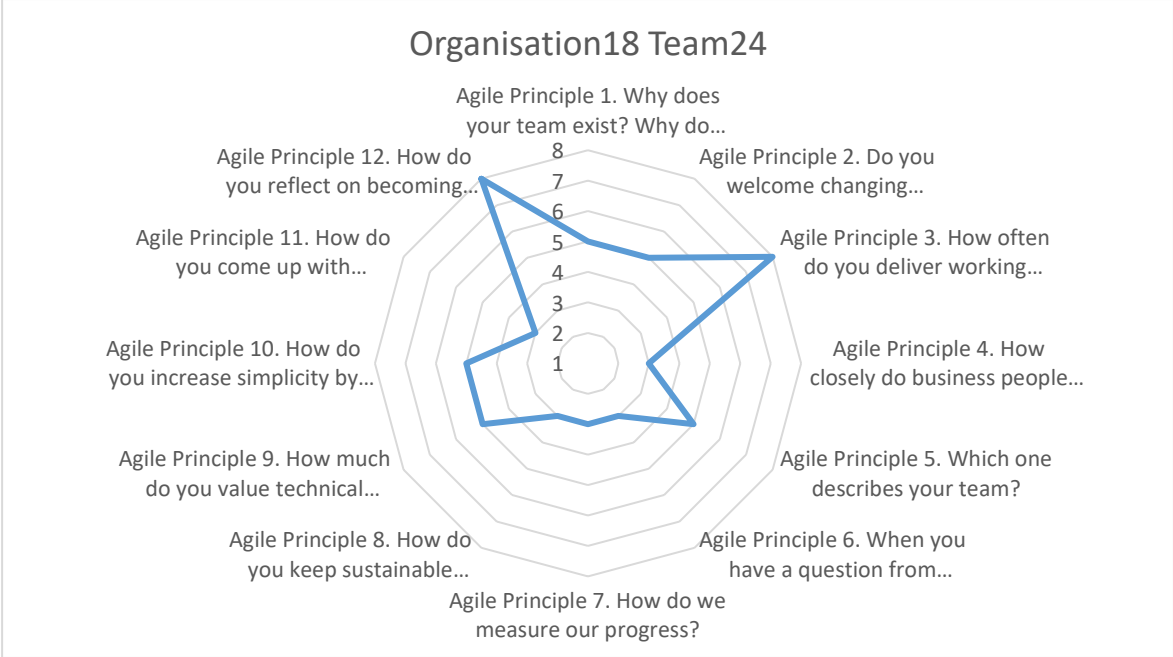 Organisation18 Team24
Agile Principle 1. Why does
your team exist? Why do...
Agile Principle 2. Do you
welcome changing...
Agile Principle 3. How often
do you deliver working...
Agile Principle 4. How
closely do business people...
Agile Principle 5. Which one
describes your team?
Agile Principle 6. When you
have a question from...
Agile Principle 7. How do we
measure our progress?
Agile Principle 8. How do
you keep sustainable...
Agile Principle 9. How much
do you value technical...
Agile Principle 10. How do
you increase simplicity by...
Agile Principle 11. How do
you come up with...
Agile Principle 12. How do
you reflect on becoming...
8
7
6
5
4
3
2
1